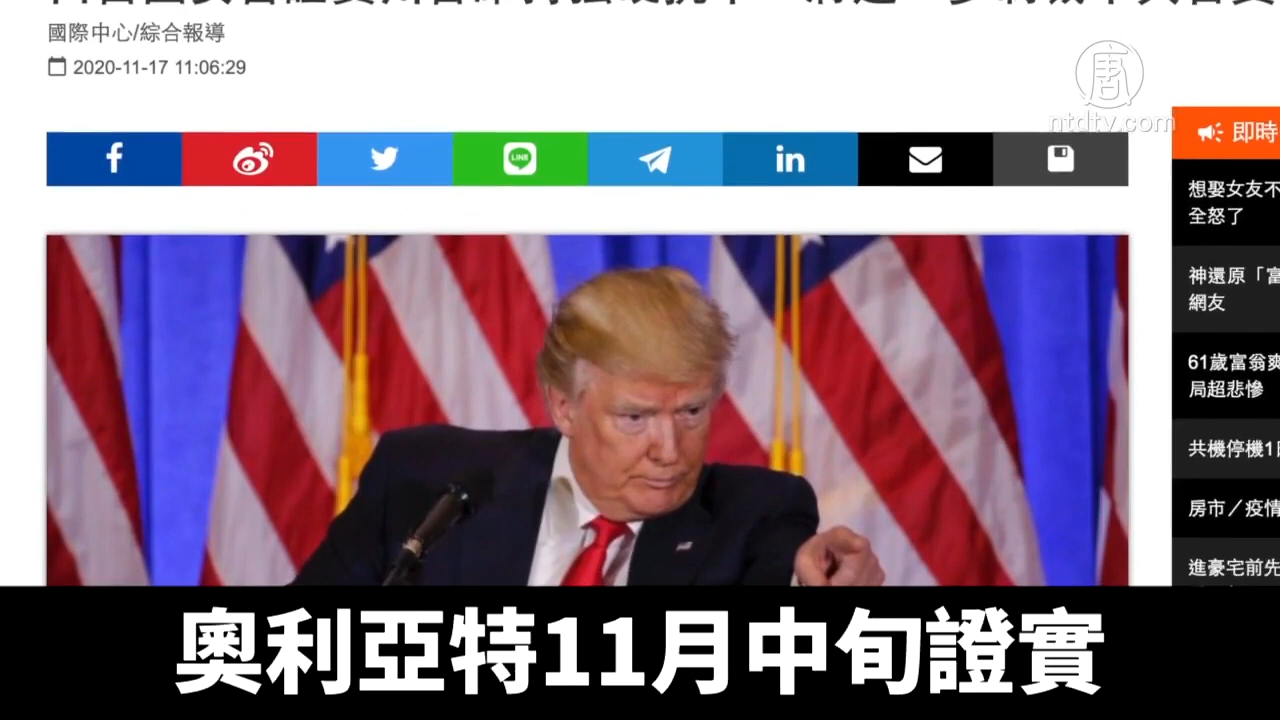 國際中心/綜合報導
2020-11-17 11:06:29
唐
ntdtv.com
即時
LINE
想娶女友不
全怒了
神還原「富
網友
61歲富翁爽
局超悲慘
共機停機1
房市／疫情
進豪宅前先
奧利亞特11月中旬證實